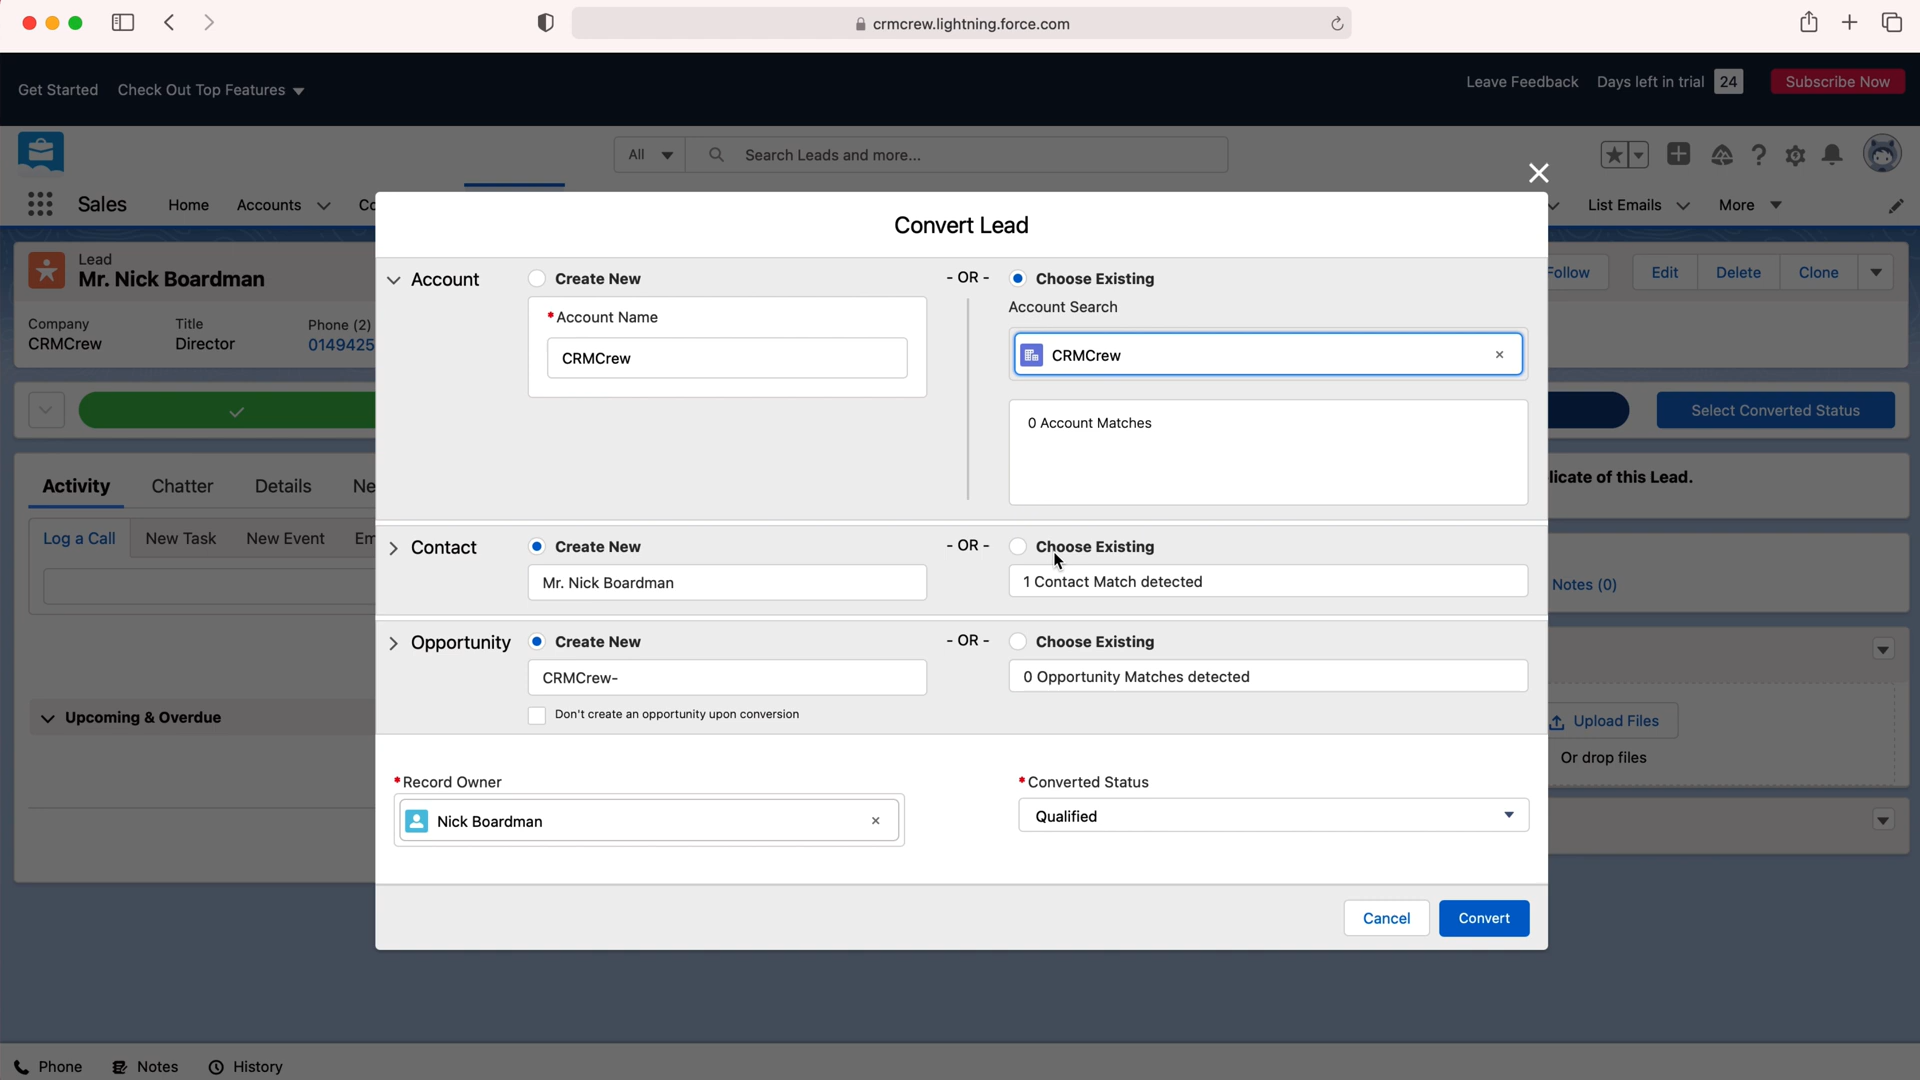 crmcrew.lightning.force.com
Get Started
Check Out Top Features
Leave Feedback
Days left in trial
24
Subscribe Now
All
Search Leads and more...
Sales
Home
Accounts
Co
List Emails
More
Lead
Mr. Nick Boardman
Follow
Edit
Delete
Clone
Company
CRMCrew
Title
Director
Phone (2)
0149425
Select Converted Status
Activity
Chatter
Details
Ne
licate of this Lead.
Log a Call
New Task
New Event
Em
Notes (0)
Upcoming & Overdue
Upload Files
Or drop files
Convert Lead
Account
Create New
- OR -
Choose Existing
*Account Name
CRMCrew
Account Search
CRMCrew
0 Account Matches
Contact
Create New
- OR -
Choose Existing
Mr. Nick Boardman
1 Contact Match detected
Opportunity
Create New
- OR -
Choose Existing
CRMCrew-
0 Opportunity Matches detected
Don't create an opportunity upon conversion
*Record Owner
Nick Boardman
*Converted Status
Qualified
Cancel
Convert
Phone
Notes
History